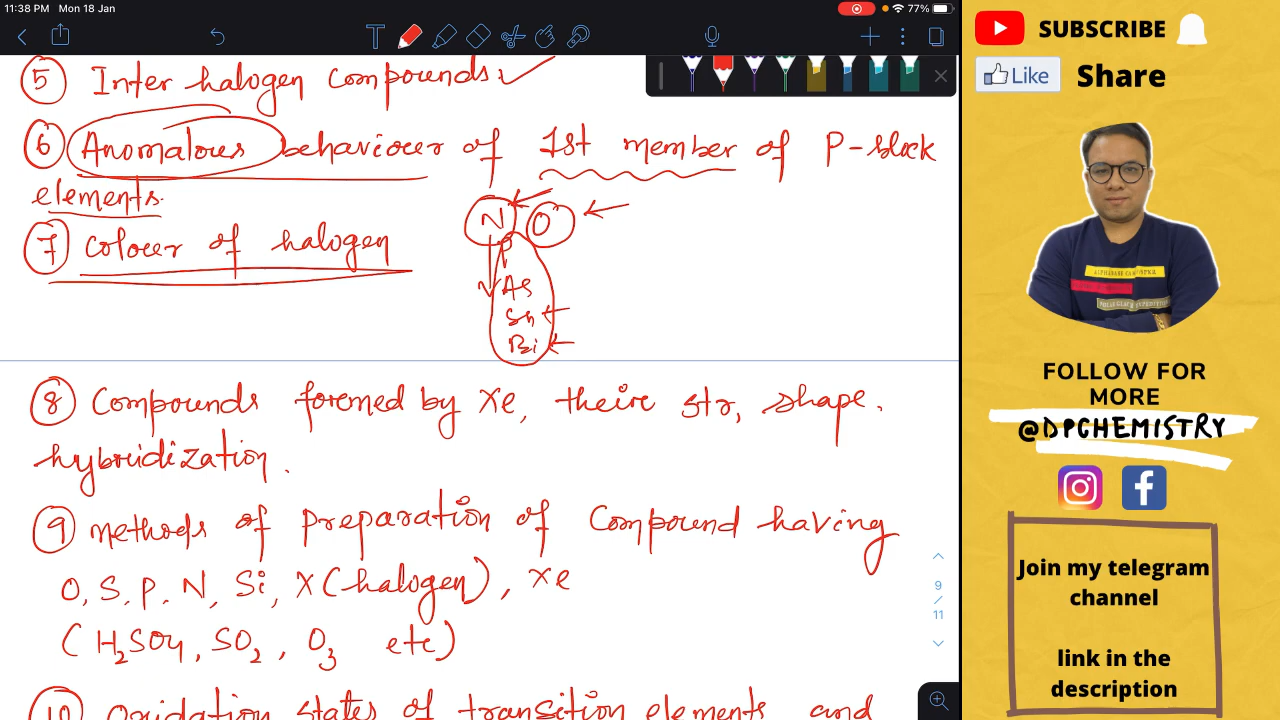 11:38 PM Mon 18 Jan
77%
5 Inter halogen compounds
6 Anomalous behaviour of 1st member of P-block
elements.
7 colour of halogen
N O
P
As
Sn
Bi
8 Compounds foremed by Xe, theire str, shape.
hybridization.
9 methods of preparation of Compound having
O, S, P, N, Si, X (halogen), Xe
(H2SO4, SO2, O3 etc)
10 Oxidation states of transition elements and
9
/
11
SUBSCRIBE
Like Share
FOLLOW FOR
MORE
@DPCHEMISTRY
Join my telegram
channel
link in the
description